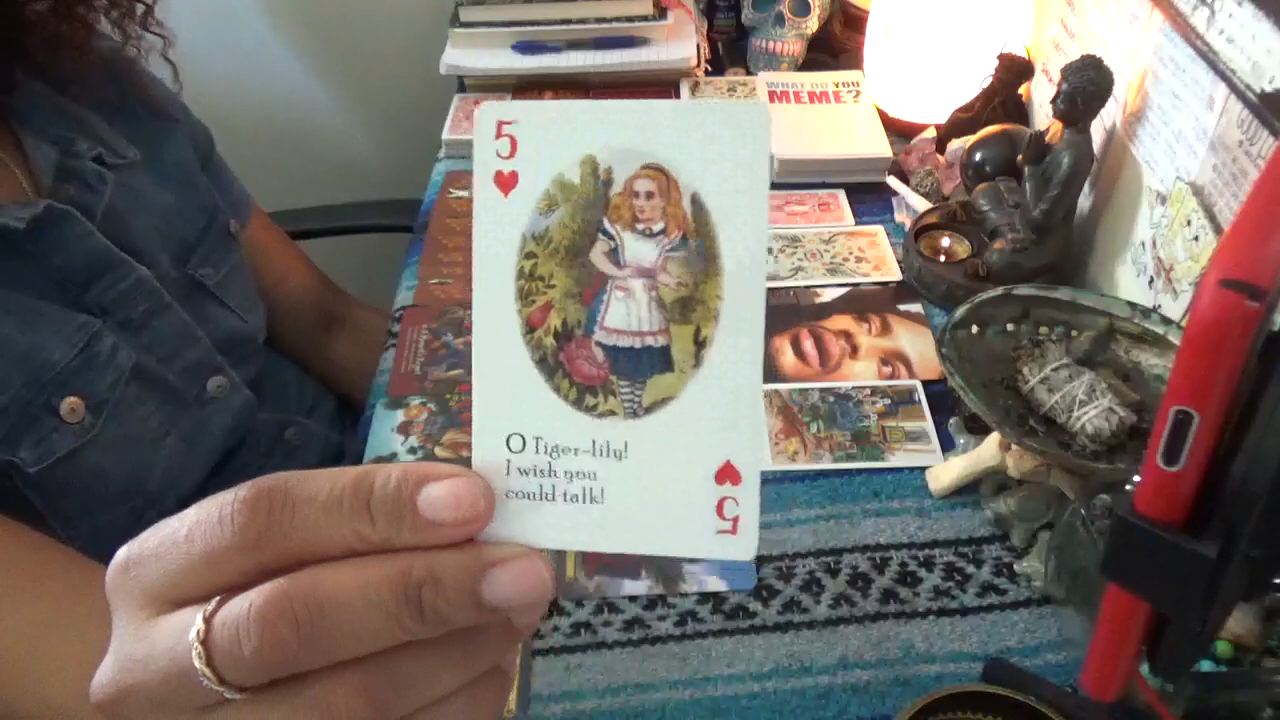 WHAT DO YOU
MEME?
5
O Tiger-lily!
I wish you
could talk!
5